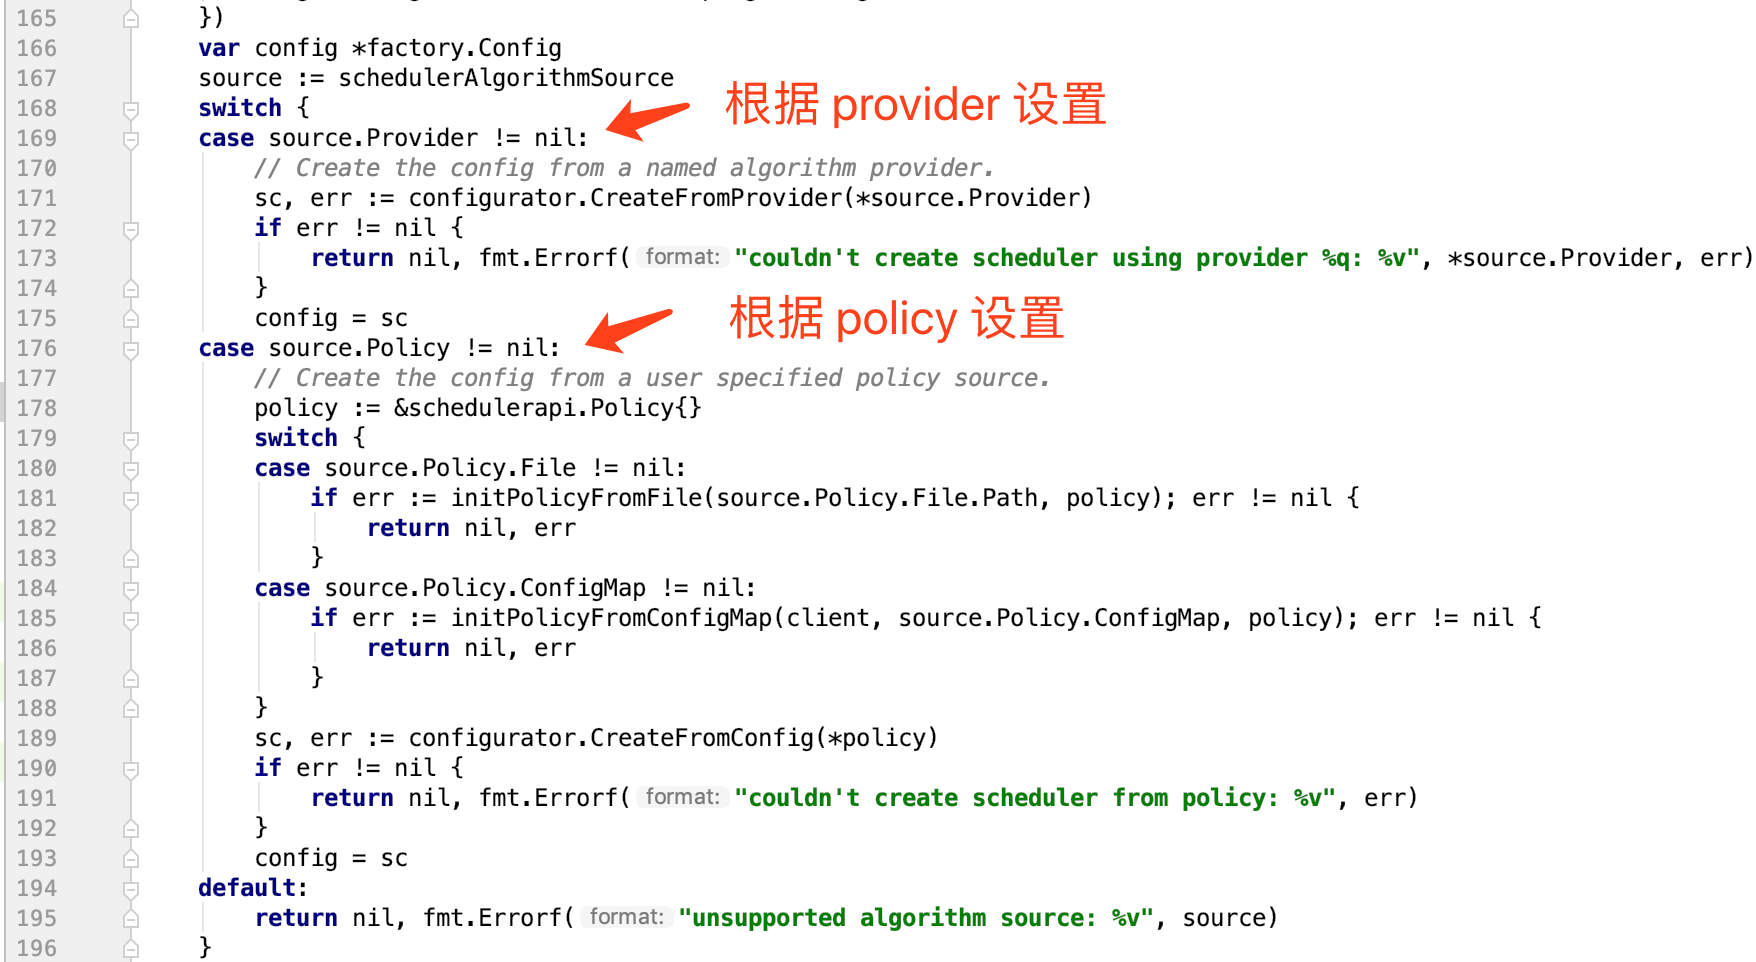 165 })
166 var config *factory.Config
167 source := schedulerAlgorithmSource
168 switch {
根据 provider 设置
169 case source.Provider != nil:
170 // Create the config from a named algorithm provider.
171 sc, err := configurator.CreateFromProvider(*source.Provider)
172 if err != nil {
173 return nil, fmt.Errorf( format: "couldn't create scheduler using provider %q: %v", *source.Provider, err)
174 }
175 config = sc
根据 policy 设置
176 case source.Policy != nil:
177 // Create the config from a user specified policy source.
178 policy := &schedulerapi.Policy{}
179 switch {
180 case source.Policy.File != nil:
181 if err := initPolicyFromFile(source.Policy.File.Path, policy); err != nil {
182 return nil, err
183 }
184 case source.Policy.ConfigMap != nil:
185 if err := initPolicyFromConfigMap(client, source.Policy.ConfigMap, policy); err != nil {
186 return nil, err
187 }
188 }
189 sc, err := configurator.CreateFromConfig(*policy)
190 if err != nil {
191 return nil, fmt.Errorf( format: "couldn't create scheduler from policy: %v", err)
192 }
193 config = sc
194 default:
195 return nil, fmt.Errorf( format: "unsupported algorithm source: %v", source)
196 }